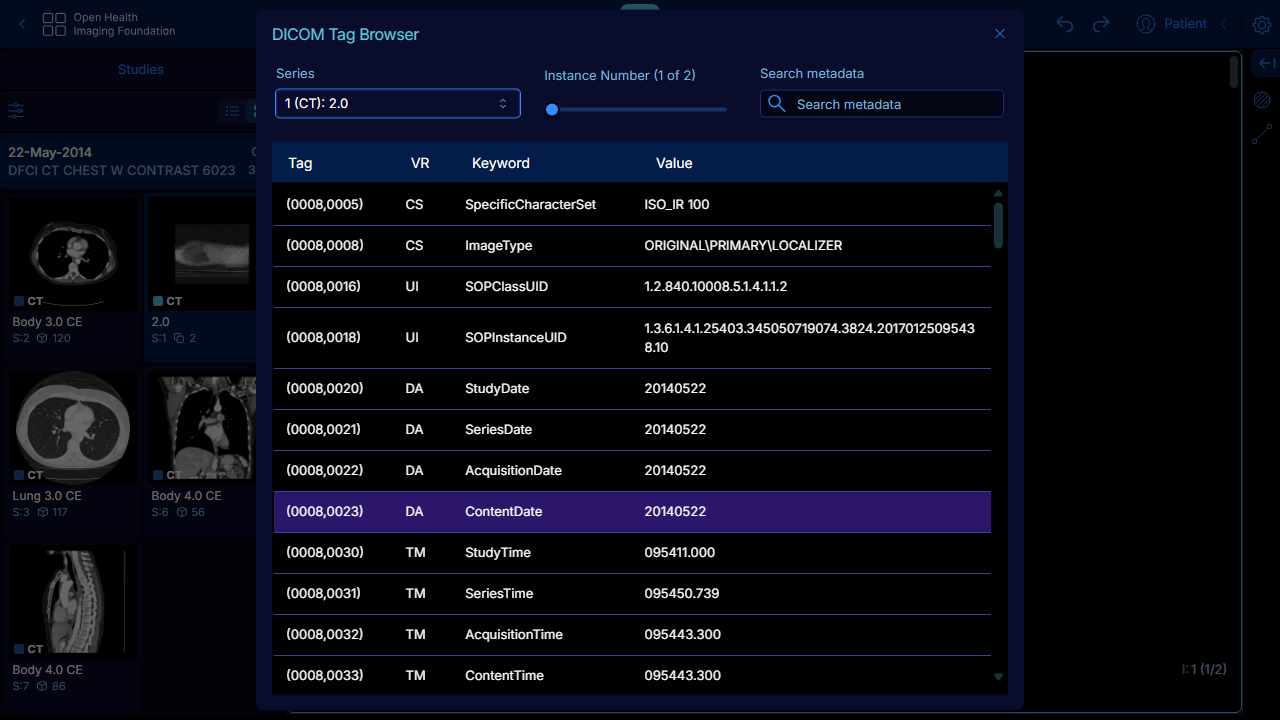 Open Health
Imaging Foundation
Patient
Studies
22-May-2014
DFCI CT CHEST W CONTRAST 6023
CT
Body 3.0 CE
S:2 120
CT
2.0
S:1 2
CT
Lung 3.0 CE
S:3 117
CT
Body 4.0 CE
S:6 56
CT
Body 4.0 CE
S:7 86
DICOM Tag Browser
Series
1 (CT): 2.0
Instance Number (1 of 2)
Search metadata
Search metadata
Tag VR Keyword Value
(0008,0005) CS SpecificCharacterSet ISO_IR 100
(0008,0008) CS ImageType ORIGINAL\PRIMARY\LOCALIZER
(0008,0016) UI SOPClassUID 1.2.840.10008.5.1.4.1.1.2
(0008,0018) UI SOPInstanceUID 1.3.6.1.4.1.25403.345050719074.3824.2017012509543
8.10
(0008,0020) DA StudyDate 20140522
(0008,0021) DA SeriesDate 20140522
(0008,0022) DA AcquisitionDate 20140522
(0008,0023) DA ContentDate 20140522
(0008,0030) TM StudyTime 095411.000
(0008,0031) TM SeriesTime 095450.739
(0008,0032) TM AcquisitionTime 095443.300
(0008,0033) TM ContentTime 095443.300
I: 1 (1/2)